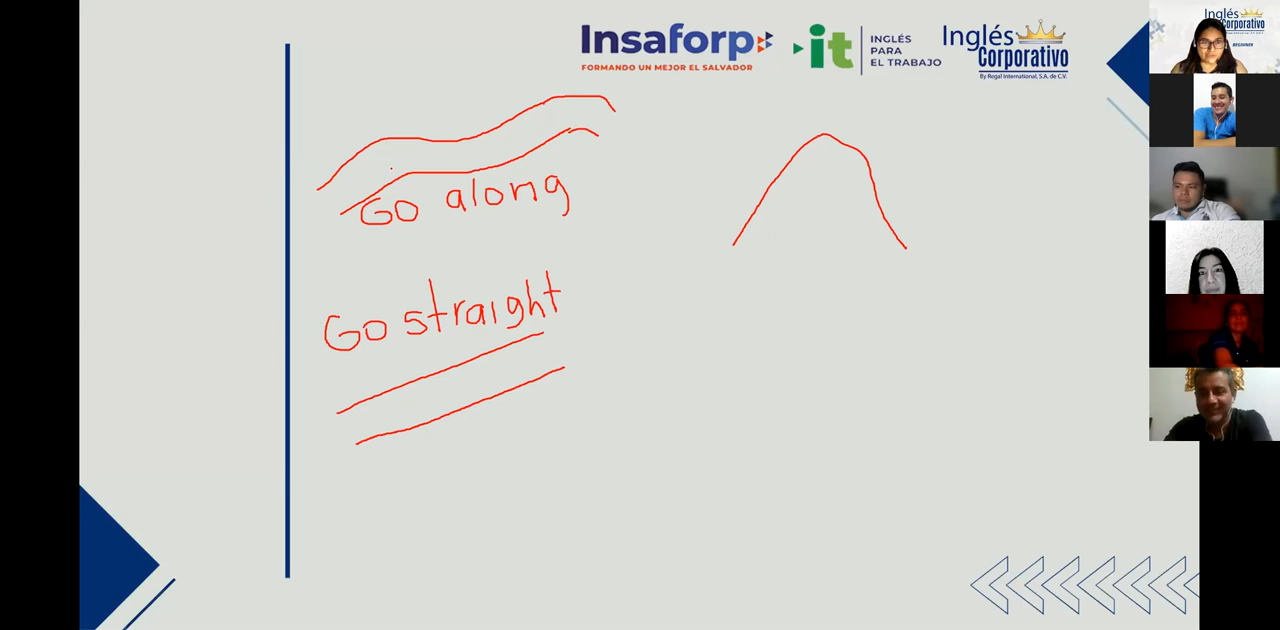 Insaforp
FORMANDO UN MEJOR EL SALVADOR
it
INGLÉS
PARA
EL TRABAJO
Inglés
Corporativo
By Regal International, S.A. de C.V.
Inglés
Corporativo
BEGINNER
Go along
Go straight